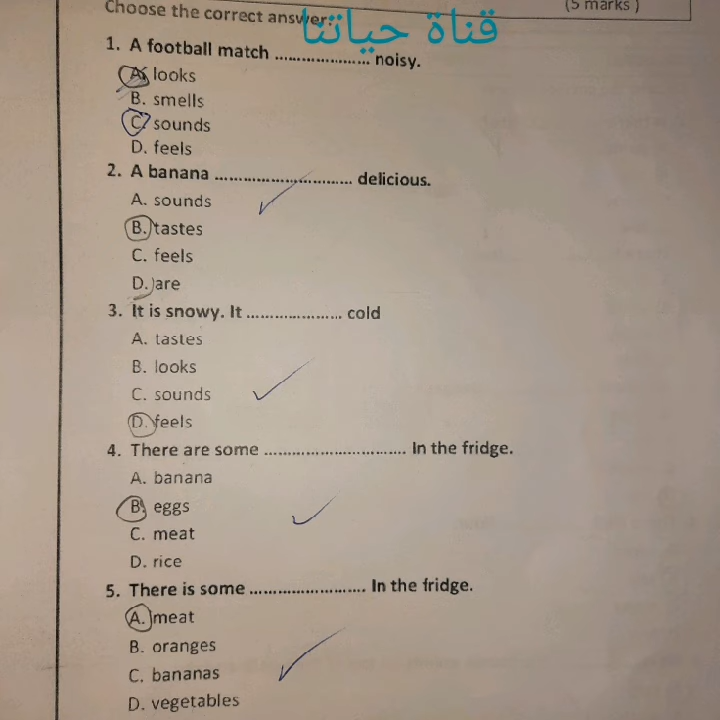 Choose the correct answer:
(5 marks )
قناة حياتنا
1. A football match ..................... noisy.
A. looks
B. smells
C. sounds
D. feels
2. A banana .............................. delicious.
A. sounds
B. tastes
C. feels
D. are
3. It is snowy. It ..................... cold
A. tastes
B. looks
C. sounds
D. feels
4. There are some ............................... In the fridge.
A. banana
B. eggs
C. meat
D. rice
5. There is some ......................... In the fridge.
A. meat
B. oranges
C. bananas
D. vegetables